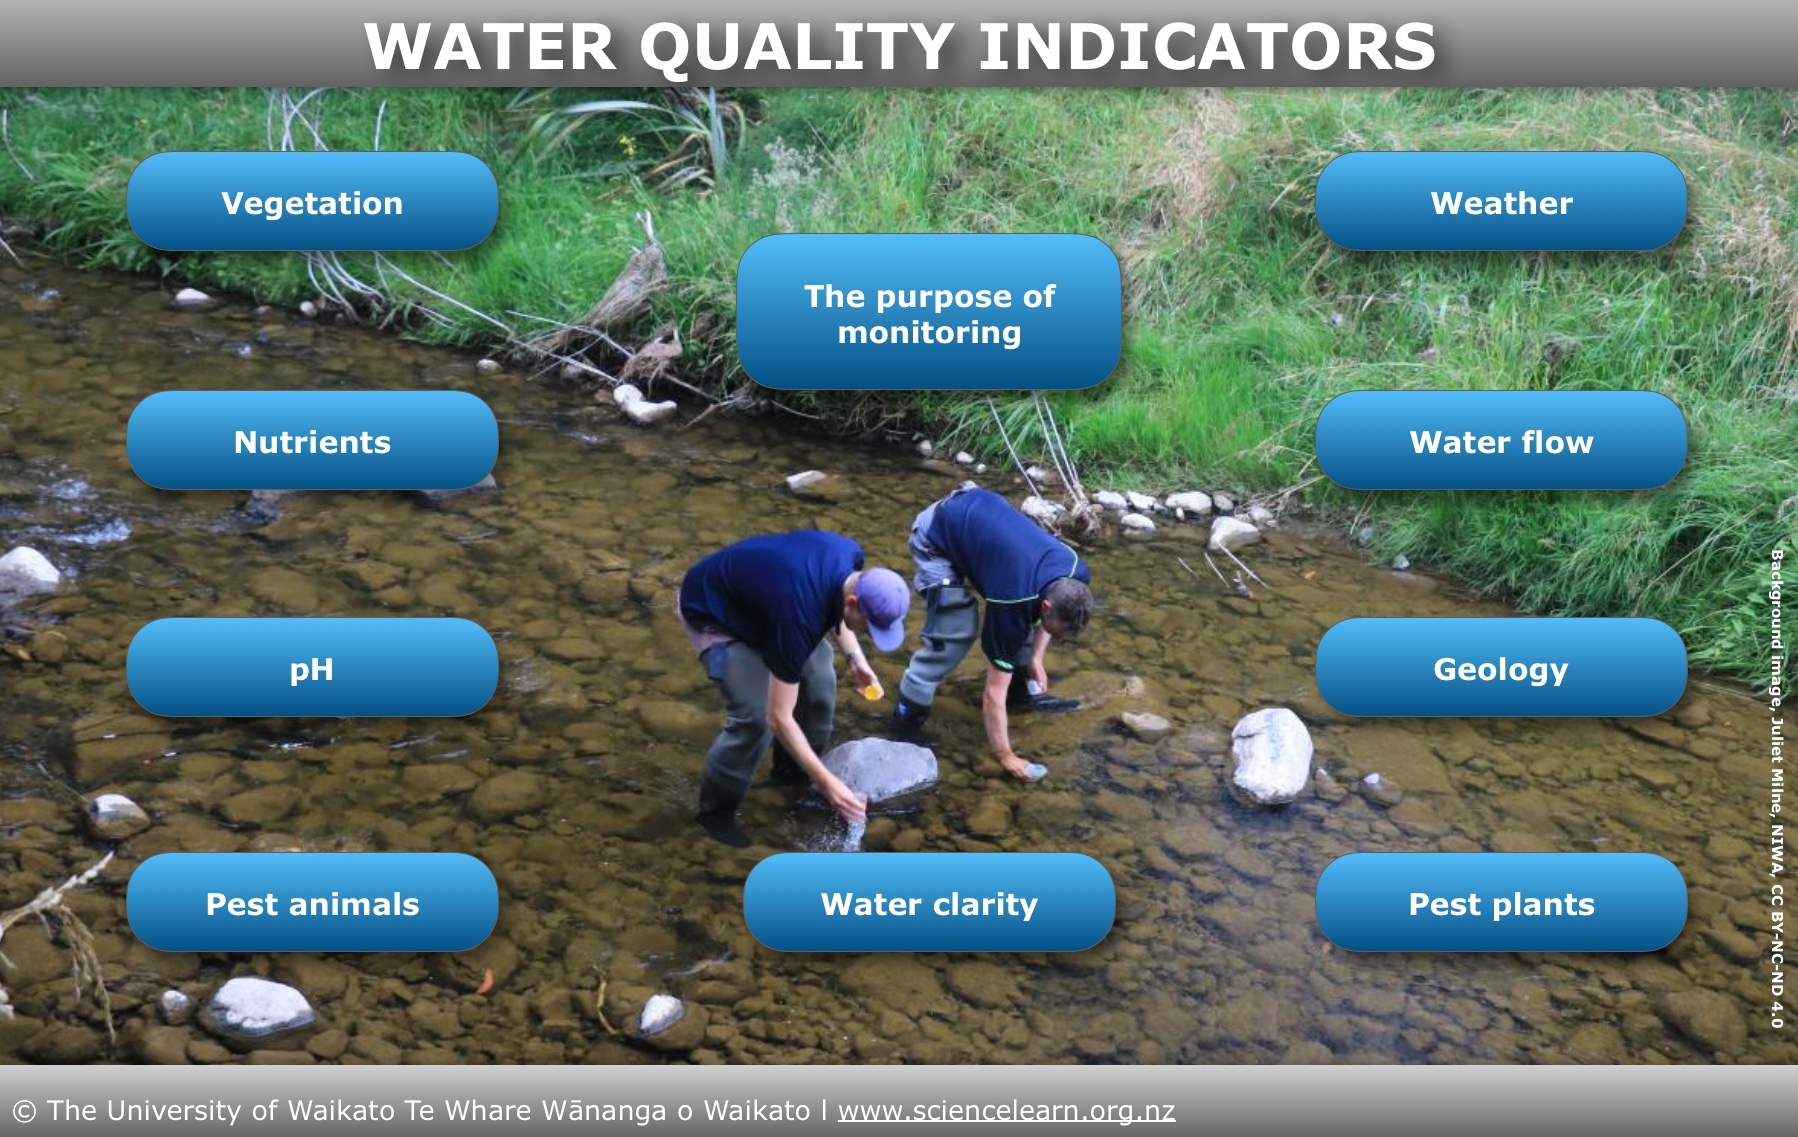 WATER QUALITY INDICATORS
Vegetation
Weather
The purpose of
monitoring
Nutrients
Water flow
pH
Geology
Pest animals
Water clarity
Pest plants
Background image, Juliet Milne, NIWA, CC BY-NC-ND 4.0
© The University of Waikato Te Whare Wānanga o Waikato l www.sciencelearn.org.nz